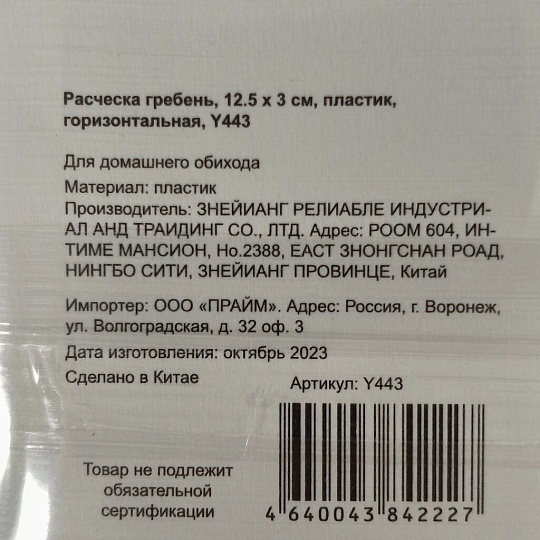 Расческа гребень, 12.5 х 3 см, пластик,
горизонтальная, Y443
Для домашнего обихода
Материал: пластик
Производитель: ЗНЕЙИАНГ РЕЛИАБЛЕ ИНДУСТРИ-
АЛ АНД ТРАИДИНГ СО., ЛТД. Адрес: РООМ 604, ИН-
ТИМЕ МАНСИОН, Но.2388, ЕАСТ ЗНОНГСНАН РОАД,
НИНГБО СИТИ, ЗНЕЙИАНГ ПРОВИНЦЕ, Китай
Импортер: ООО «ПРАЙМ». Адрес: Россия, г. Воронеж,
ул. Волгоградская, д. 32 оф. 3
Дата изготовления: октябрь 2023
Сделано в Китае
Артикул: Y443
Товар не подлежит
обязательной
сертификации
4 640043 842227